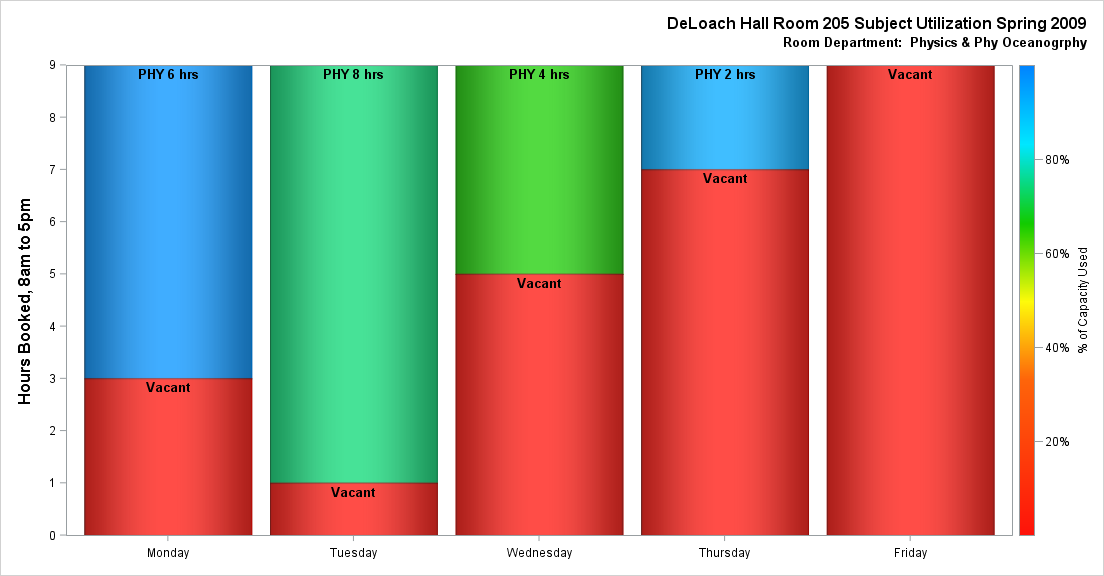 DeLoach Hall Room 205 Subject Utilization Spring 2009
Room Department:  Physics & Phy Oceanogrphy
Hours Booked, 8am to 5pm
9
8
7
6
5
4
3
2
1
0
PHY 6 hrs
Vacant
PHY 8 hrs
Vacant
PHY 4 hrs
Vacant
PHY 2 hrs
Vacant
Vacant
Monday
Tuesday
Wednesday
Thursday
Friday
80%
60%
40%
20%
% of Capacity Used